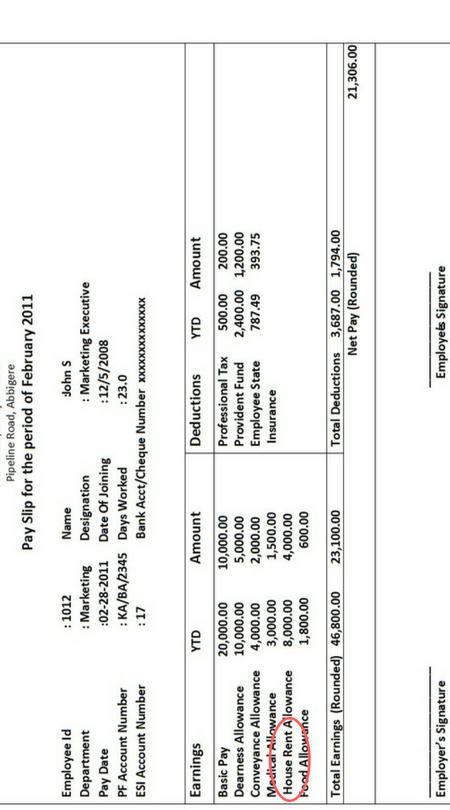 Pipeline Road, Abbigere
Pay Slip for the period of February 2011
Employee Id : 1012 Name John S
Department : Marketing Designation : Marketing Executive
Pay Date :02-28-2011 Date Of Joining :12/5/2008
PF Account Number : KA/BA/2345 Days Worked : 23.0
ESI Account Number : 17 Bank Acct/Cheque Number xxxxxxxxxxxxxx
Earnings YTD Amount Deductions YTD Amount
Basic Pay 20,000.00 10,000.00 Professional Tax 500.00 200.00
Dearness Allowance 10,000.00 5,000.00 Provident Fund 2,400.00 1,200.00
Conveyance Allowance 4,000.00 2,000.00 Employee State 787.49 393.75
Medical Allowance 3,000.00 1,500.00 Insurance
House Rent Allowance 8,000.00 4,000.00
Food Allowance 1,800.00 600.00
Total Earnings (Rounded) 46,800.00 23,100.00 Total Deductions 3,687.00 1,794.00
Net Pay (Rounded) 21,306.00
Employer's Signature Employees Signature